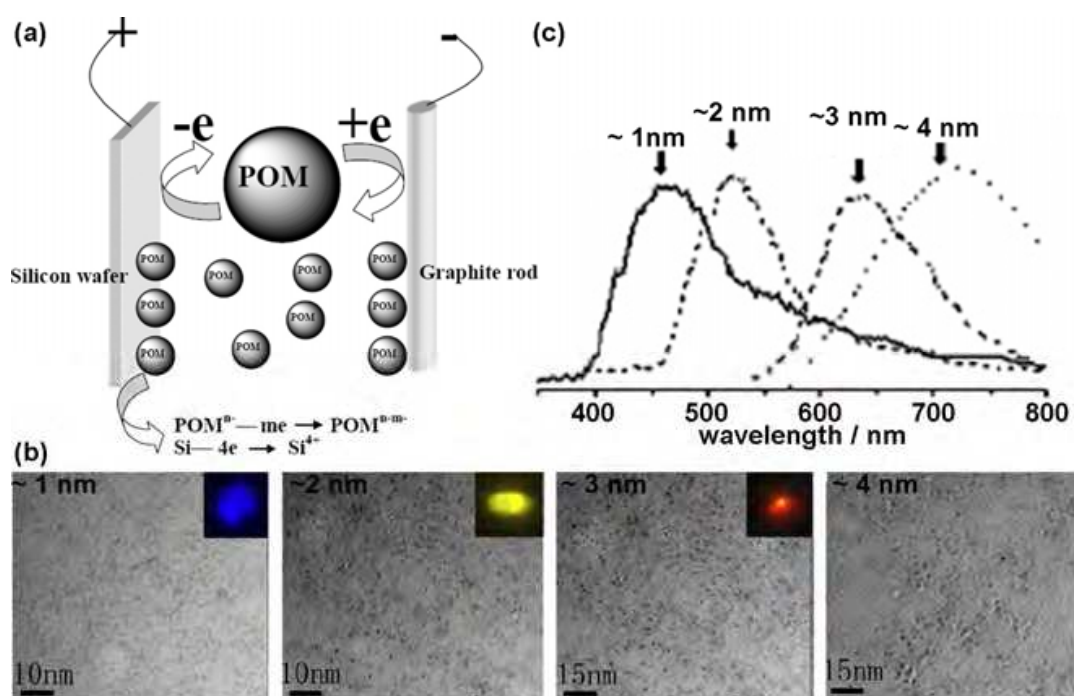 (a)
+
-
-e
+e
POM
POM
POM
POM
POM
POM
POM
POM
POM
POM
POM
Silicon wafer
Graphite rod
POMⁿ⁻ — me → POMⁿ⁻ᵐ⁻
Si — 4e → Si⁴⁺
(c)
~ 1nm
~2 nm
~3 nm
~ 4 nm
400 500 600 700 800
wavelength / nm
(b)
~ 1 nm
10nm
~2 nm
10nm
~ 3 nm
15nm
~ 4 nm
15nm